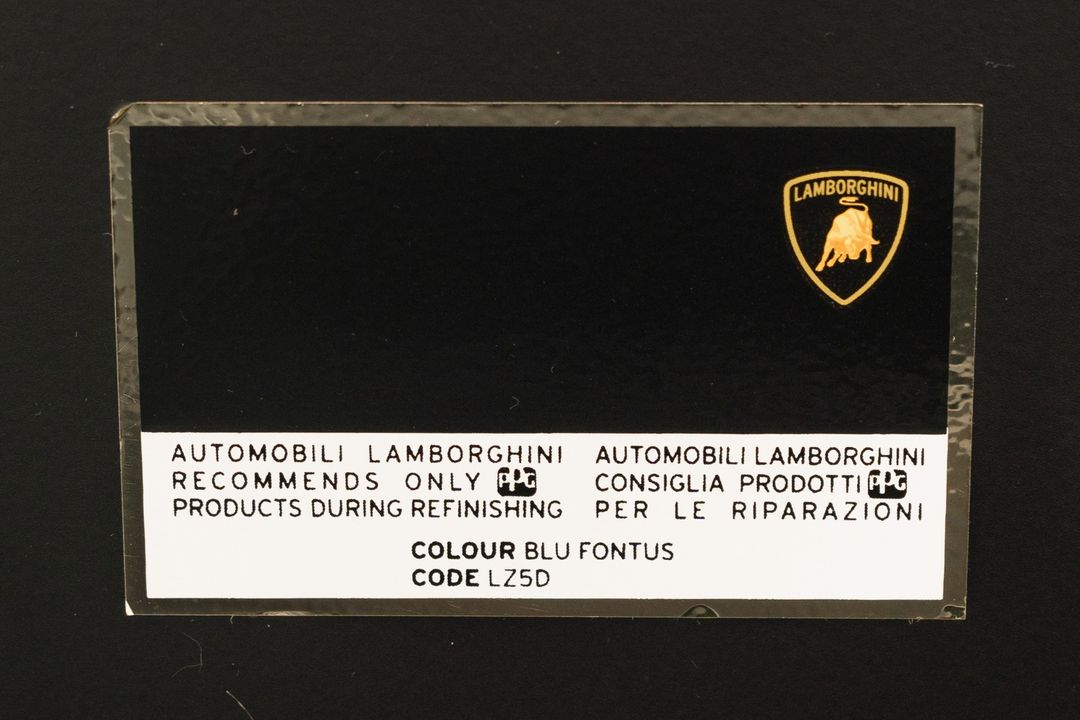 LAMBORGHINI
AUTOMOBILI LAMBORGHINI
RECOMMENDS ONLY PPG
PRODUCTS DURING REFINISHING
AUTOMOBILI LAMBORGHINI
CONSIGLIA PRODOTTI PPG
PER LE RIPARAZIONI
COLOUR BLU FONTUS
CODE LZ5D